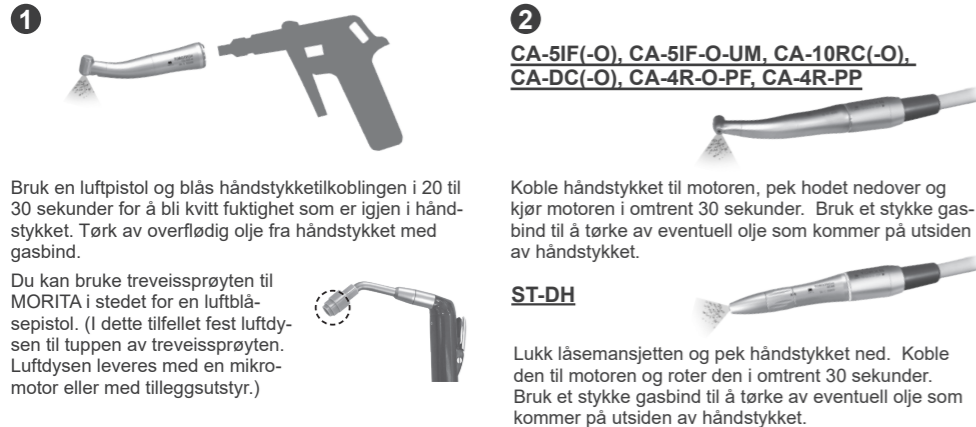 1
Bruk en luftpistol og blås håndstykketilkoblingen i 20 til
30 sekunder for å bli kvitt fuktighet som er igjen i hånd-
stykket. Tørk av overflødig olje fra håndstykket med
gasbind.
Du kan bruke treveissprøyten til
MORITA i stedet for en luftblå-
sepistol. (I dette tilfellet fest luftdy-
sen til tuppen av treveissprøyten.
Luftdysen leveres med en mikro-
motor eller med tilleggsutstyr.)
2
CA-5IF(-O), CA-5IF-O-UM, CA-10RC(-O),
CA-DC(-O), CA-4R-O-PF, CA-4R-PP
Koble håndstykket til motoren, pek hodet nedover og
kjør motoren i omtrent 30 sekunder. Bruk et stykke gas-
bind til å tørke av eventuell olje som kommer på utsiden
av håndstykket.
ST-DH
Lukk låsemansjetten og pek håndstykket ned. Koble
den til motoren og roter den i omtrent 30 sekunder.
Bruk et stykke gasbind til å tørke av eventuell olje som
kommer på utsiden av håndstykket.